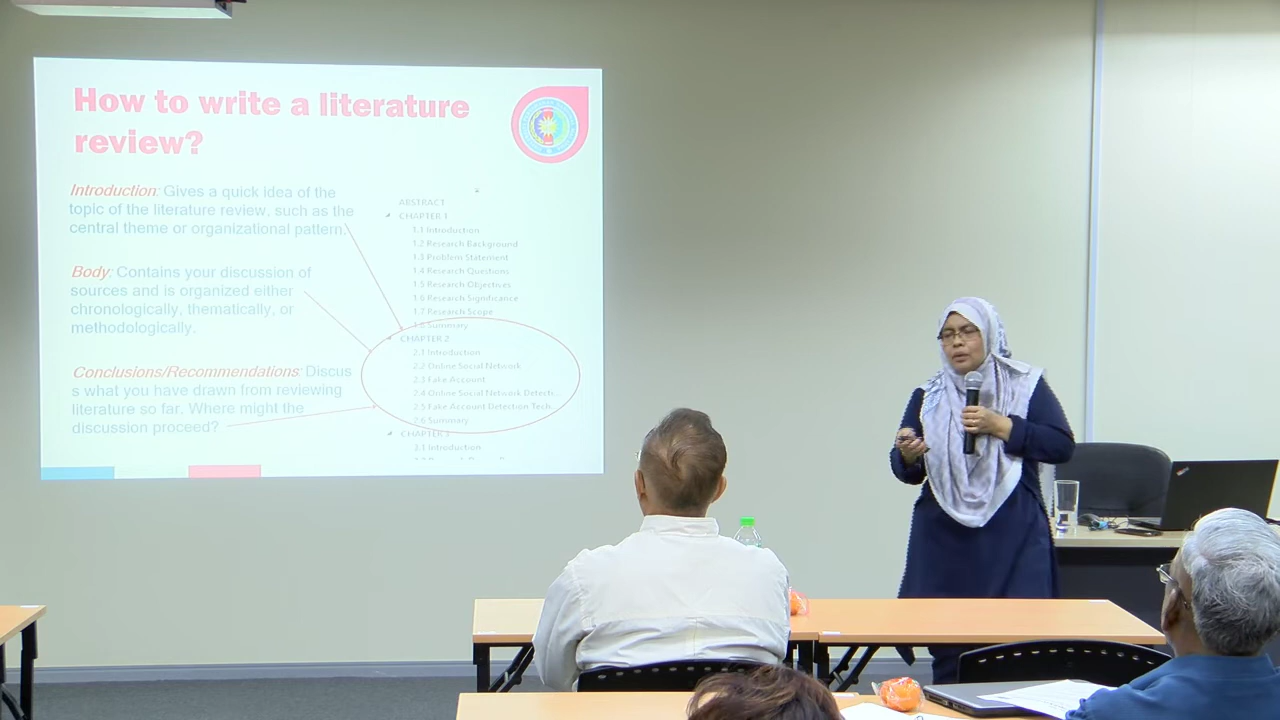 How to write a literature
review?
Introduction: Gives a quick idea of the
topic of the literature review, such as the
central theme or organizational pattern
Body: Contains your discussion of
sources and is organized either
chronologically, thematically, or
methodologically.
Conclusions/Recommendations: Discus
s what you have drawn from reviewing
literature so far. Where might the
discussion proceed?
ABSTRACT
CHAPTER 1
1.1 Introduction
1.2 Research Background
1.3 Problem Statement
1.4 Research Questions
1.5 Research Objectives
1.6 Research Significance
1.7 Research Scope
1.8 Summary
CHAPTER 2
2.1 Introduction
2.2 Online Social Network
2.3 Fake Account
2.4 Online Social Network Detecti...
2.5 Fake Account Detection Tech...
2.6 Summary
CHAPTER 3
3.1 Introduction